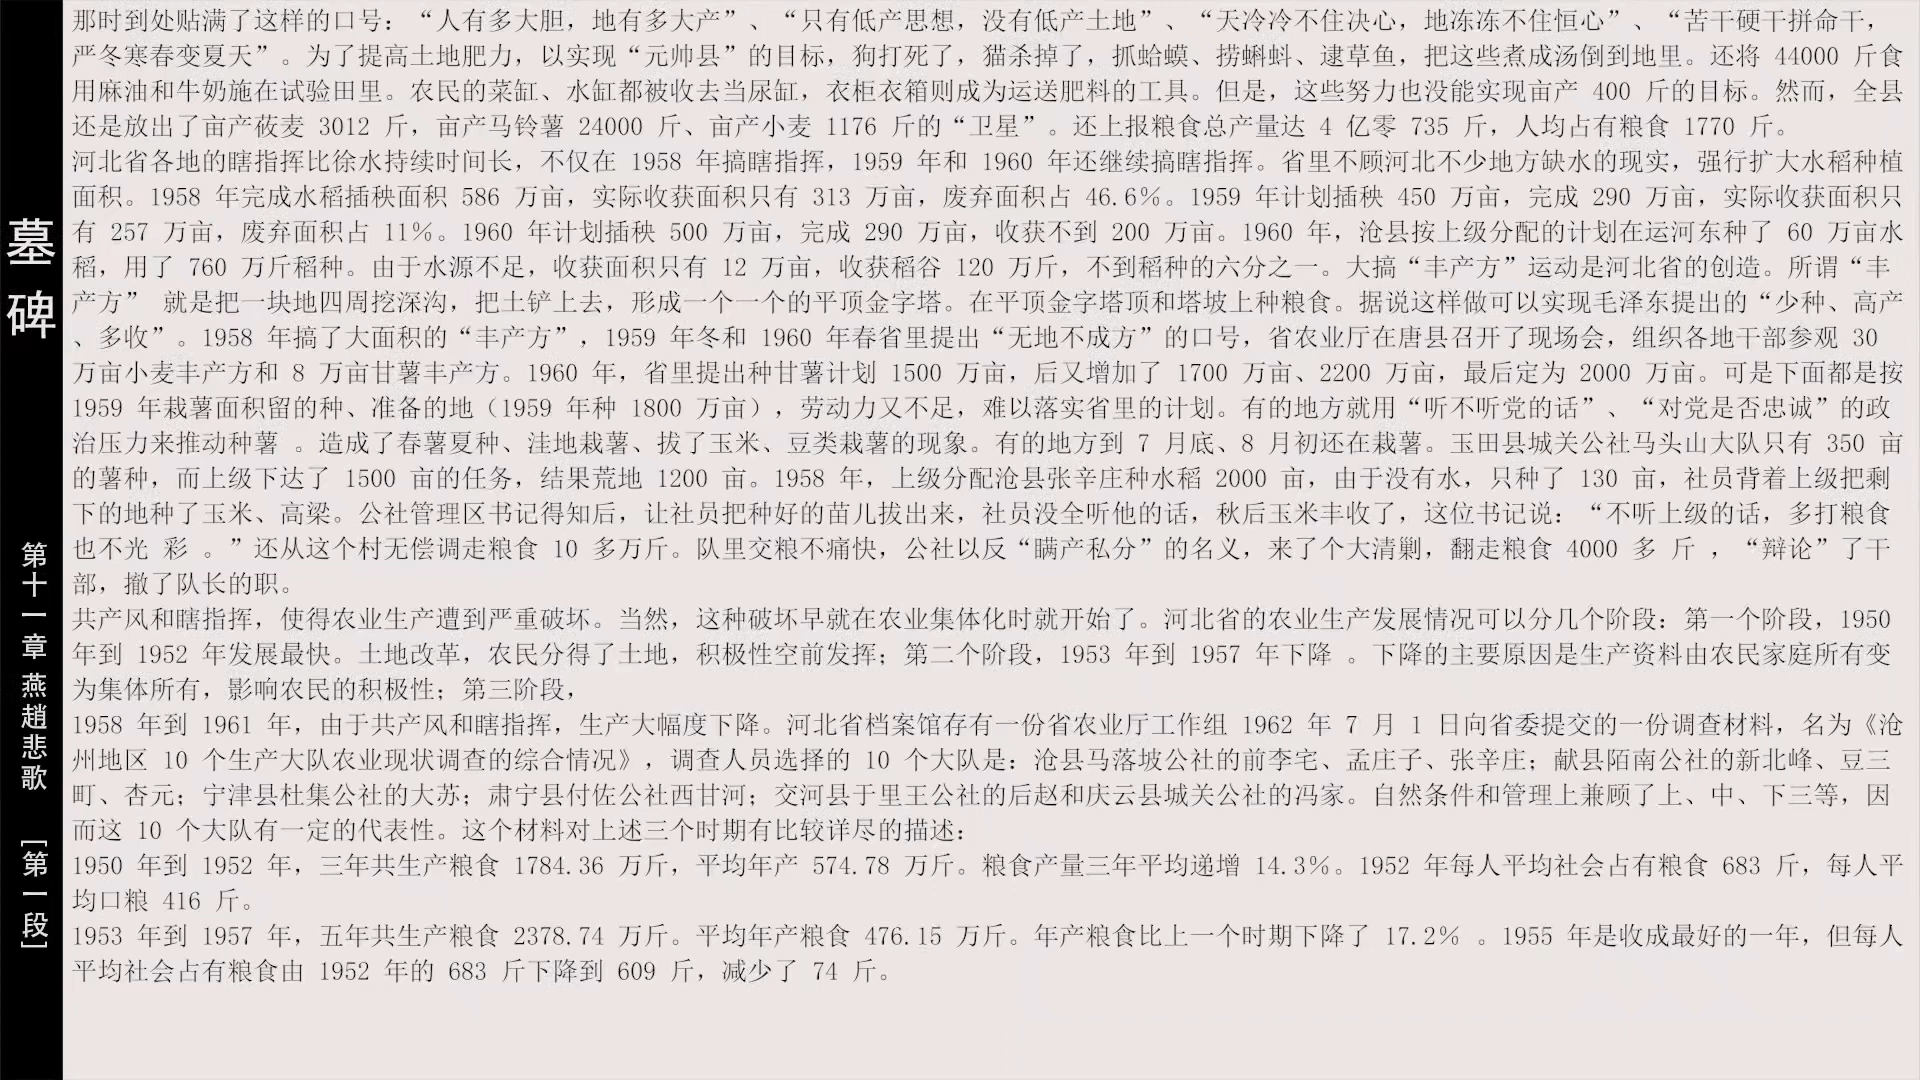 墓碑
第十一章 燕趙悲歌 [第一段]
那时到处贴满了这样的口号：“人有多大胆，地有多大产”、“只有低产思想，没有低产土地”、“天冷冷不住决心，地冻冻不住恒心”、“苦干硬干拼命干，
严冬寒春变夏天”。为了提高土地肥力，以实现“元帅县”的目标，狗打死了，猫杀掉了，抓蛤蟆、捞蝌蚪、逮草鱼，把这些煮成汤倒到地里。还将 44000 斤食
用麻油和牛奶施在试验田里。农民的菜缸、水缸都被收去当尿缸，衣柜衣箱则成为运送肥料的工具。但是，这些努力也没能实现亩产 400 斤的目标。然而，全县
还是放出了亩产莜麦 3012 斤，亩产马铃薯 24000 斤、亩产小麦 1176 斤的“卫星”。还上报粮食总产量达 4 亿零 735 斤，人均占有粮食 1770 斤。
河北省各地的瞎指挥比徐水持续时间长，不仅在 1958 年搞瞎指挥，1959 年和 1960 年还继续搞瞎指挥。省里不顾河北不少地方缺水的现实，强行扩大水稻种植
面积。1958 年完成水稻插秧面积 586 万亩，实际收获面积只有 313 万亩，废弃面积占 46.6%。1959 年计划插秧 450 万亩，完成 290 万亩，实际收获面积只
有 257 万亩，废弃面积占 11%。1960 年计划插秧 500 万亩，完成 290 万亩，收获不到 200 万亩。1960 年，沧县按上级分配的计划在运河东种了 60 万亩水
稻，用了 760 万斤稻种。由于水源不足，收获面积只有 12 万亩，收获稻谷 120 万斤，不到稻种的六分之一。大搞“丰产方”运动是河北省的创造。所谓“丰
产方” 就是把一块地四周挖深沟，把土铲上去，形成一个一个的平顶金字塔。在平顶金字塔顶和塔坡上种粮食。据说这样做可以实现毛泽东提出的“少种、高产
、多收”。1958 年搞了大面积的“丰产方”，1959 年冬和 1960 年春省里提出“无地不成方”的口号，省农业厅在唐县召开了现场会，组织各地干部参观 30
万亩小麦丰产方和 8 万亩甘薯丰产方。1960 年，省里提出种甘薯计划 1500 万亩，后又增加了 1700 万亩、2200 万亩，最后定为 2000 万亩。可是下面都是按
1959 年栽薯面积留的种、准备的地（1959 年种 1800 万亩），劳动力又不足，难以落实省里的计划。有的地方就用“听不听党的话”、“对党是否忠诚”的政
治压力来推动种薯 。造成了春薯夏种、洼地栽薯、拔了玉米、豆类栽薯的现象。有的地方到 7 月底、8 月初还在栽薯。玉田县城关公社马头山大队只有 350 亩
的薯种，而上级下达了 1500 亩的任务，结果荒地 1200 亩。1958 年，上级分配沧县张辛庄种水稻 2000 亩，由于没有水，只种了 130 亩，社员背着上级把剩
下的地种了玉米、高梁。公社管理区书记得知后，让社员把种好的苗儿拔出来，社员没全听他的话，秋后玉米丰收了，这位书记说：“不听上级的话，多打粮食
也不光 彩 。”还从这个村无偿调走粮食 10 多万斤。队里交粮不痛快，公社以反“瞒产私分”的名义，来了个大清剿，翻走粮食 4000 多 斤 ，“辩论”了干
部，撤了队长的职。
共产风和瞎指挥，使得农业生产遭到严重破坏。当然，这种破坏早就在农业集体化时就开始了。河北省的农业生产发展情况可以分几个阶段：第一个阶段，1950
年到 1952 年发展最快。土地改革，农民分得了土地，积极性空前发挥；第二个阶段，1953 年到 1957 年下降 。下降的主要原因是生产资料由农民家庭所有变
为集体所有，影响农民的积极性；第三阶段，
1958 年到 1961 年，由于共产风和瞎指挥，生产大幅度下降。河北省档案馆存有一份省农业厅工作组 1962 年 7 月 1 日向省委提交的一份调查材料，名为《沧
州地区 10 个生产大队农业现状调查的综合情况》，调查人员选择的 10 个大队是：沧县马落坡公社的前李宅、孟庄子、张辛庄；献县陌南公社的新北峰、豆三
町、杏元；宁津县杜集公社的大苏；肃宁县付佐公社西甘河；交河县于里王公社的后赵和庆云县城关公社的冯家。自然条件和管理上兼顾了上、中、下三等，因
而这 10 个大队有一定的代表性。这个材料对上述三个时期有比较详尽的描述：
1950 年到 1952 年，三年共生产粮食 1784.36 万斤，平均年产 574.78 万斤。粮食产量三年平均递增 14.3%。1952 年每人平均社会占有粮食 683 斤，每人平
均口粮 416 斤。
1953 年到 1957 年，五年共生产粮食 2378.74 万斤。平均年产粮食 476.15 万斤。年产粮食比上一个时期下降了 17.2% 。1955 年是收成最好的一年，但每人
平均社会占有粮食由 1952 年的 683 斤下降到 609 斤，减少了 74 斤。